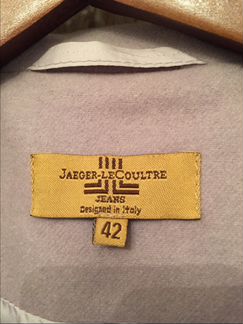 JAEGER-LECOULTRE
JEANS
Designed in Italy
42